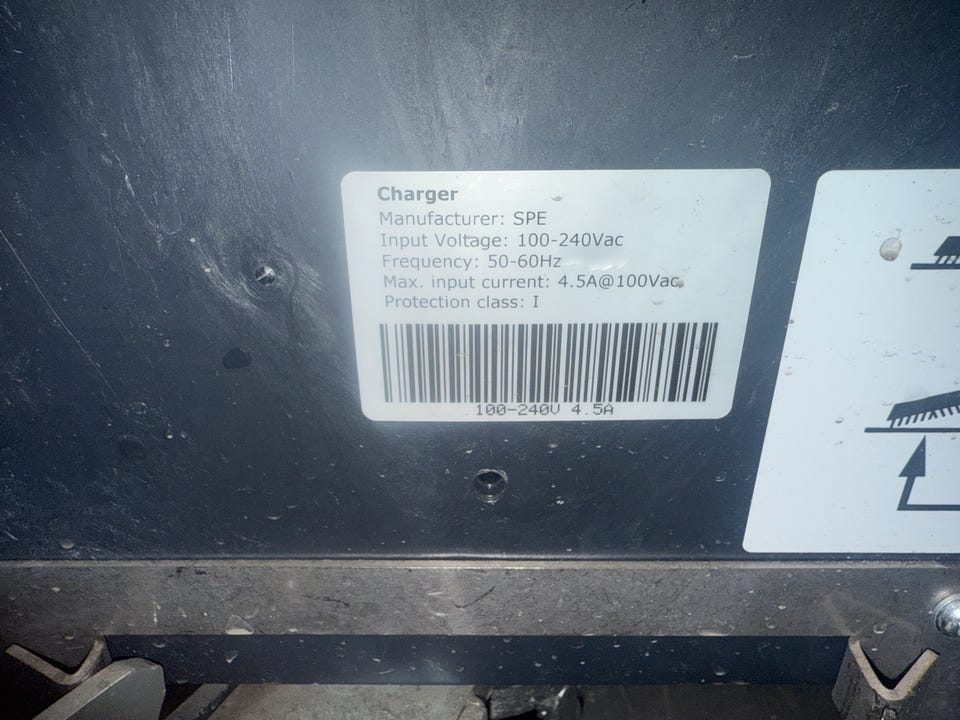 Charger
Manufacturer: SPE
Input Voltage: 100-240Vac
Frequency: 50-60Hz
Max. input current: 4.5A@100Vac
Protection class: I
100-240V 4.5A